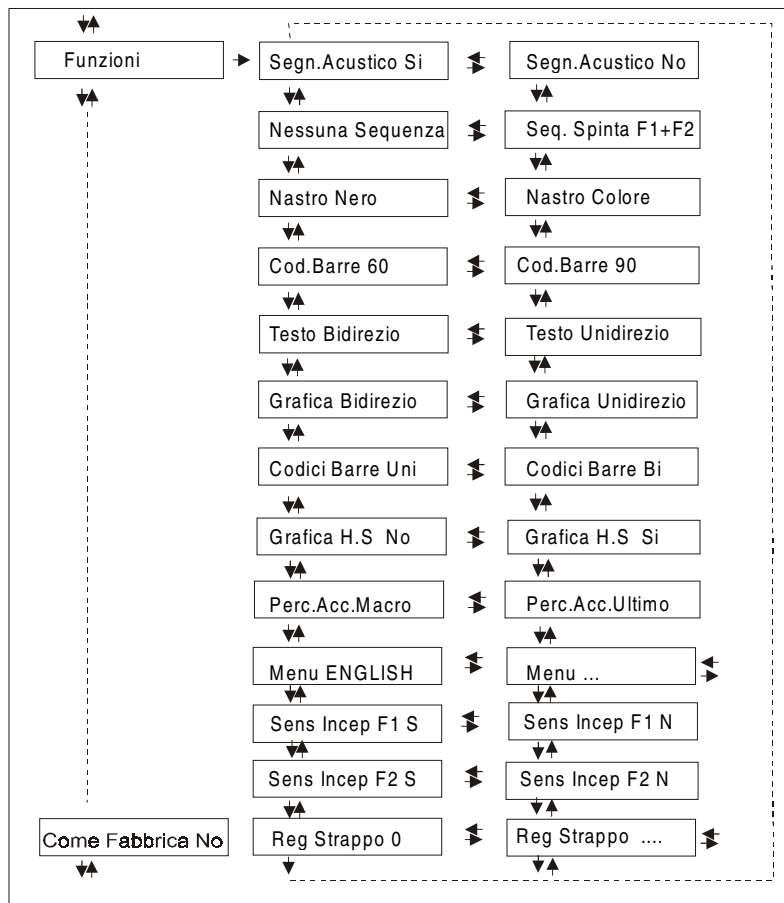 Funzioni
Segn.Acustico Si
Segn.Acustico No
Nessuna Sequenza
Seq. Spinta F1+F2
Nastro Nero
Nastro Colore
Cod.Barre 60
Cod.Barre 90
Testo Bidirezio
Testo Unidirezio
Grafica Bidirezio
Grafica Unidirezio
Codici Barre Uni
Codici Barre Bi
Grafica H.S No
Grafica H.S Si
Perc.Acc.Macro
Perc.Acc.Ultimo
Menu ENGLISH
Menu ...
Sens Incep F1 S
Sens Incep F1 N
Sens Incep F2 S
Sens Incep F2 N
Come Fabbrica No
Reg Strappo 0
Reg Strappo ....